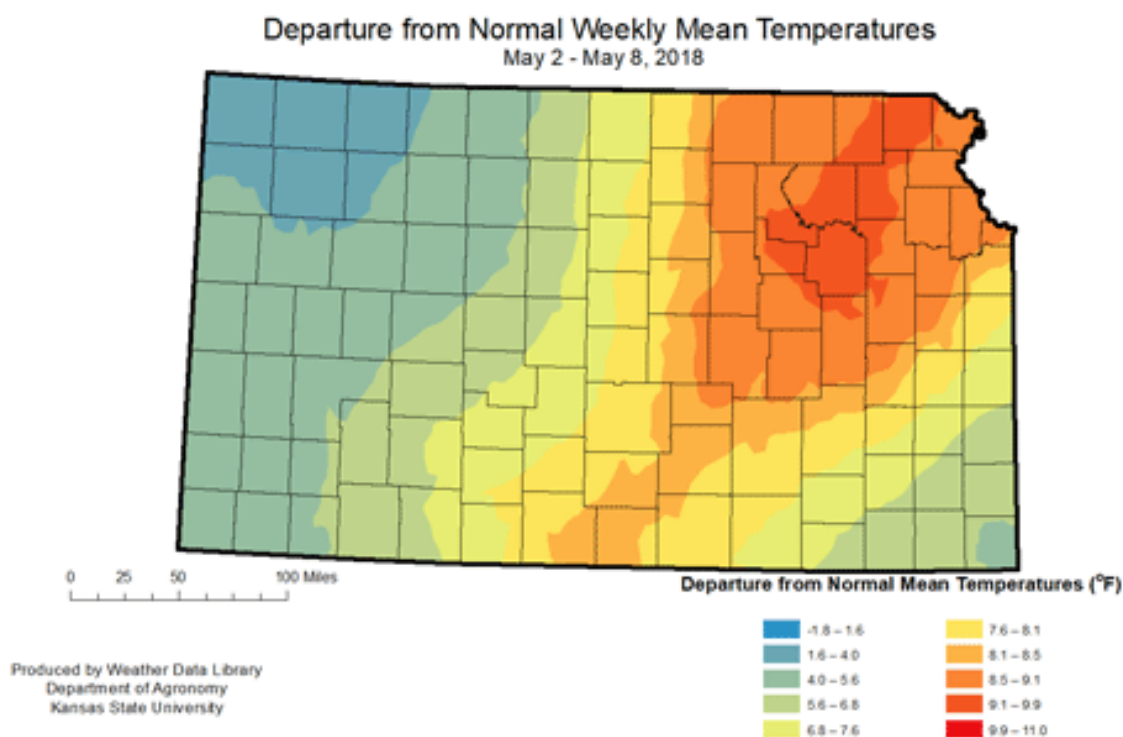 Departure from Normal Weekly Mean Temperatures
May 2 - May 8, 2018
0 25 50 100 Miles
Departure from Normal Mean Temperatures (°F)
-1.8 – 1.6
1.6 – 4.0
4.0 – 5.6
5.6 – 6.8
6.8 – 7.6
7.6 – 8.1
8.1 – 8.5
8.5 – 9.1
9.1 – 9.9
9.9 – 11.0
Produced by Weather Data Library
Department of Agronomy
Kansas State University